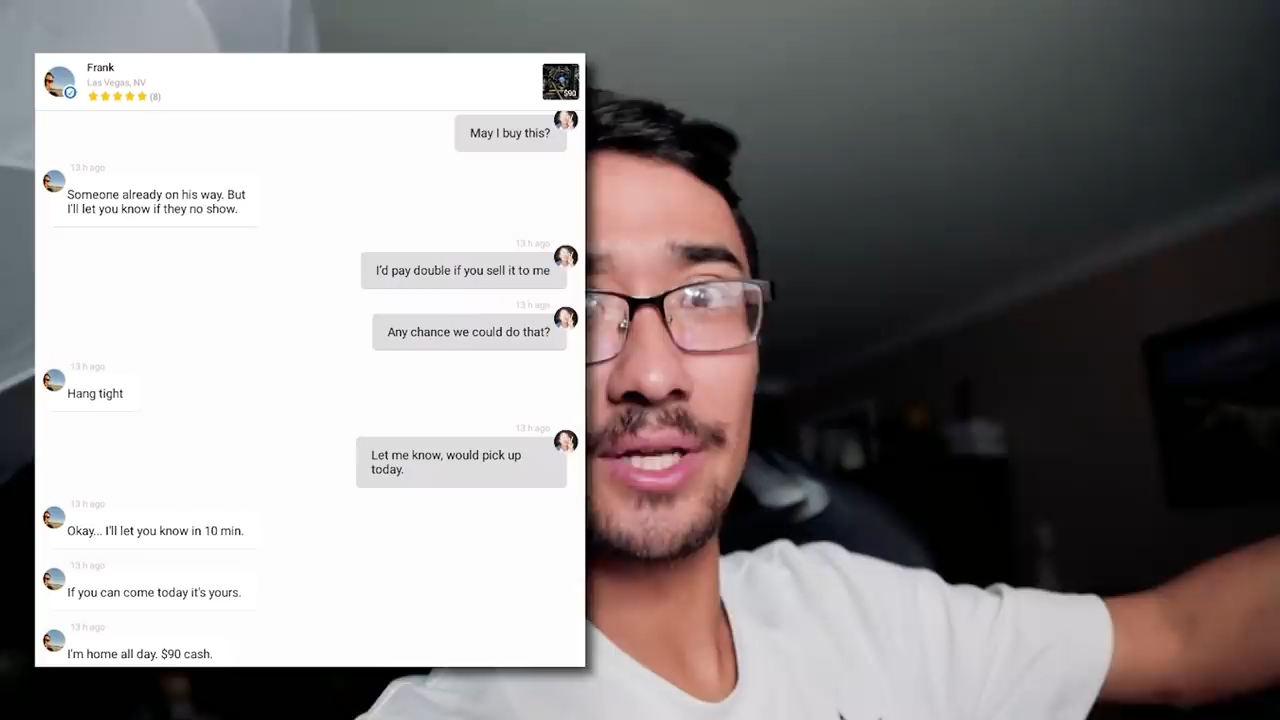 Frank
Las Vegas, NV
(8)
$90
May I buy this?
13 h ago
Someone already on his way. But
I'll let you know if they no show.
13 h ago
I'd pay double if you sell it to me
13 h ago
Any chance we could do that?
13 h ago
Hang tight
13 h ago
Let me know, would pick up
today.
13 h ago
Okay... I'll let you know in 10 min.
13 h ago
If you can come today it's yours.
13 h ago
I'm home all day. $90 cash.